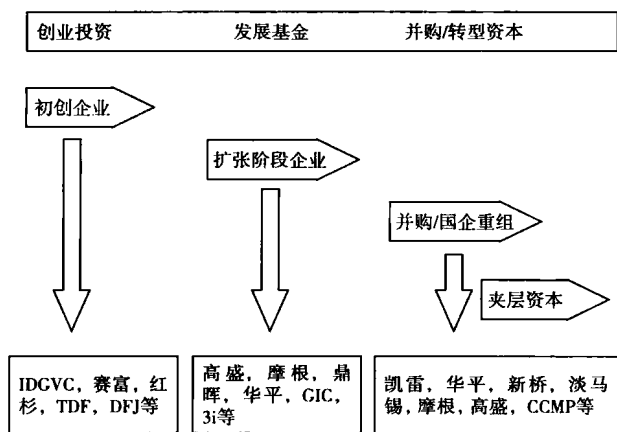 创业投资 发展基金 并购/转型资本
初创企业
扩张阶段企业
并购/国企重组
夹层资本
IDGVC，赛富，红
杉，TDF，DFJ等
高盛，摩根，鼎
晖，华平，GIC，
3i等
凯雷，华平，新桥，淡马
锡，摩根，高盛，CCMP等